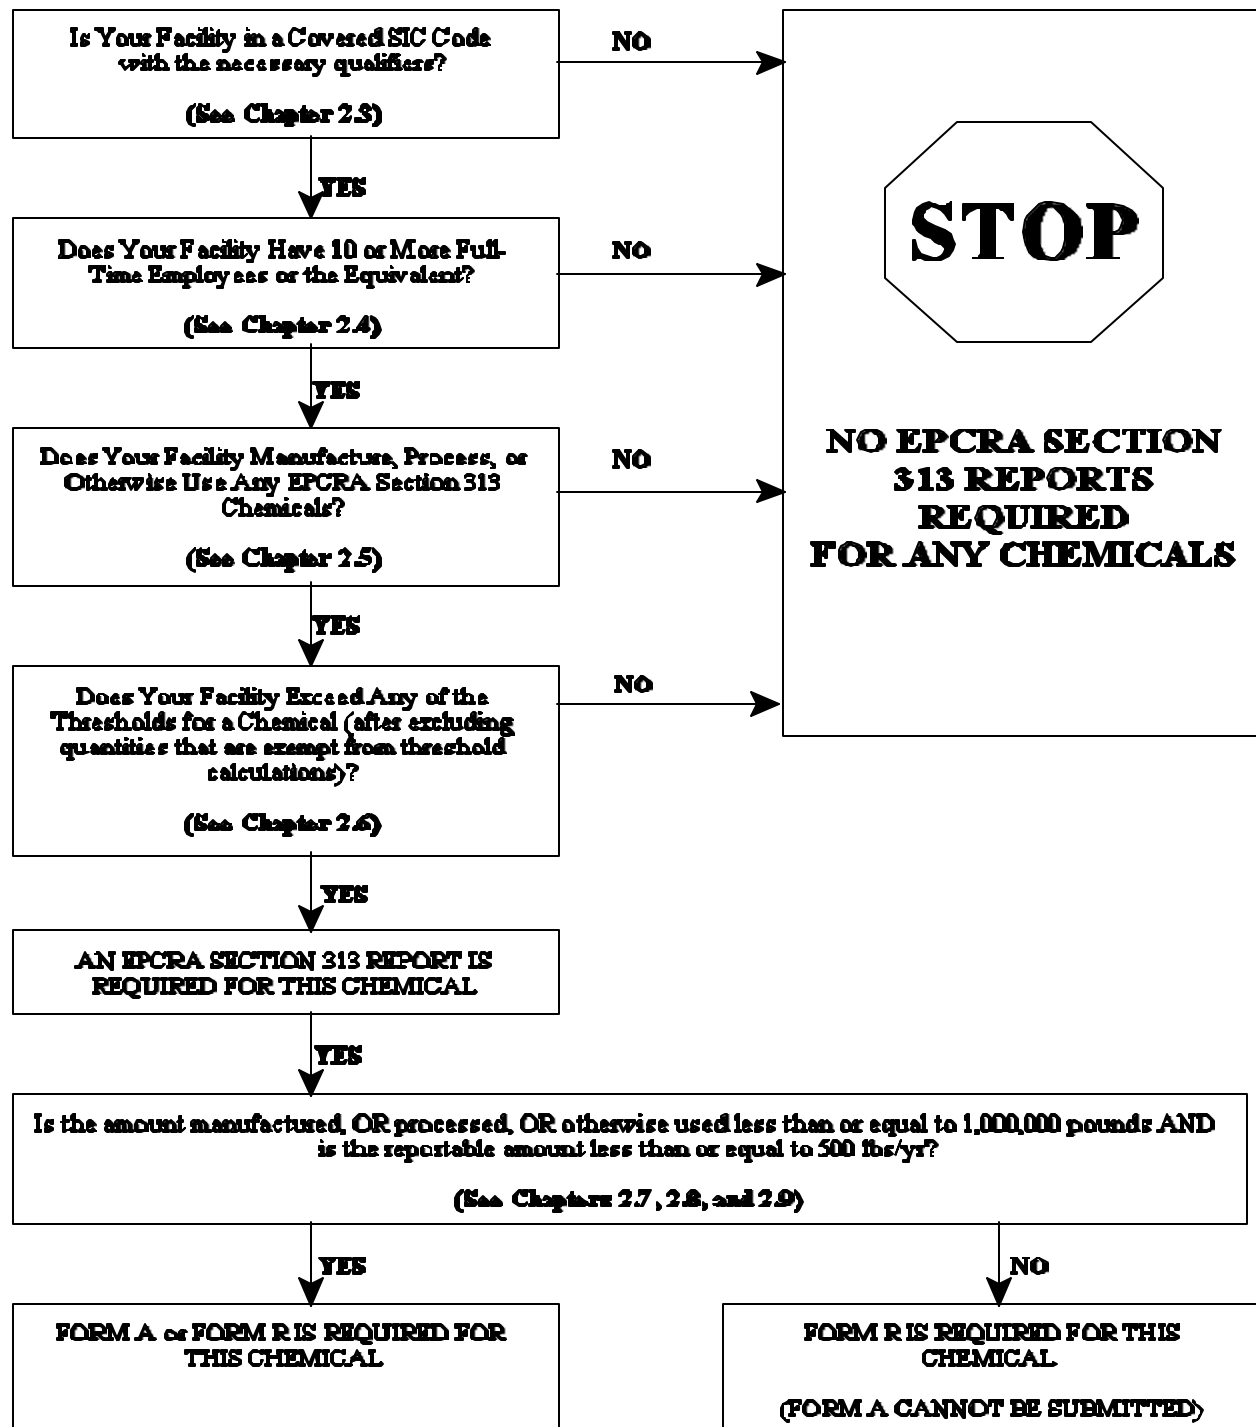 Is Your Facility in a Covered SIC Code
with the necessary qualifiers?
(See Chapter 2.3)
NO
YES
Does Your Facility Have 10 or More Full-
Time Employees or the Equivalent?
(See Chapter 2.4)
NO
YES
Does Your Facility Manufacture, Process, or
Otherwise Use Any EPCRA Section 313
Chemicals?
(See Chapter 2.5)
NO
YES
Does Your Facility Exceed Any of the
Thresholds for a Chemical (after excluding
quantities that are exempt from threshold
calculations)?
(See Chapter 2.6)
NO
STOP
NO EPCRA SECTION
313 REPORTS
REQUIRED
FOR ANY CHEMICALS
YES
AN EPCRA SECTION 313 REPORT IS
REQUIRED FOR THIS CHEMICAL
YES
Is the amount manufactured, OR processed, OR otherwise used less than or equal to 1,000,000 pounds AND
is the reportable amount less than or equal to 500 lbs/yr?
(See Chapters 2.7, 2.8, and 2.9)
YES
NO
FORM A or FORM R IS REQUIRED FOR
THIS CHEMICAL
FORM R IS REQUIRED FOR THIS
CHEMICAL
(FORM A CANNOT BE SUBMITTED)